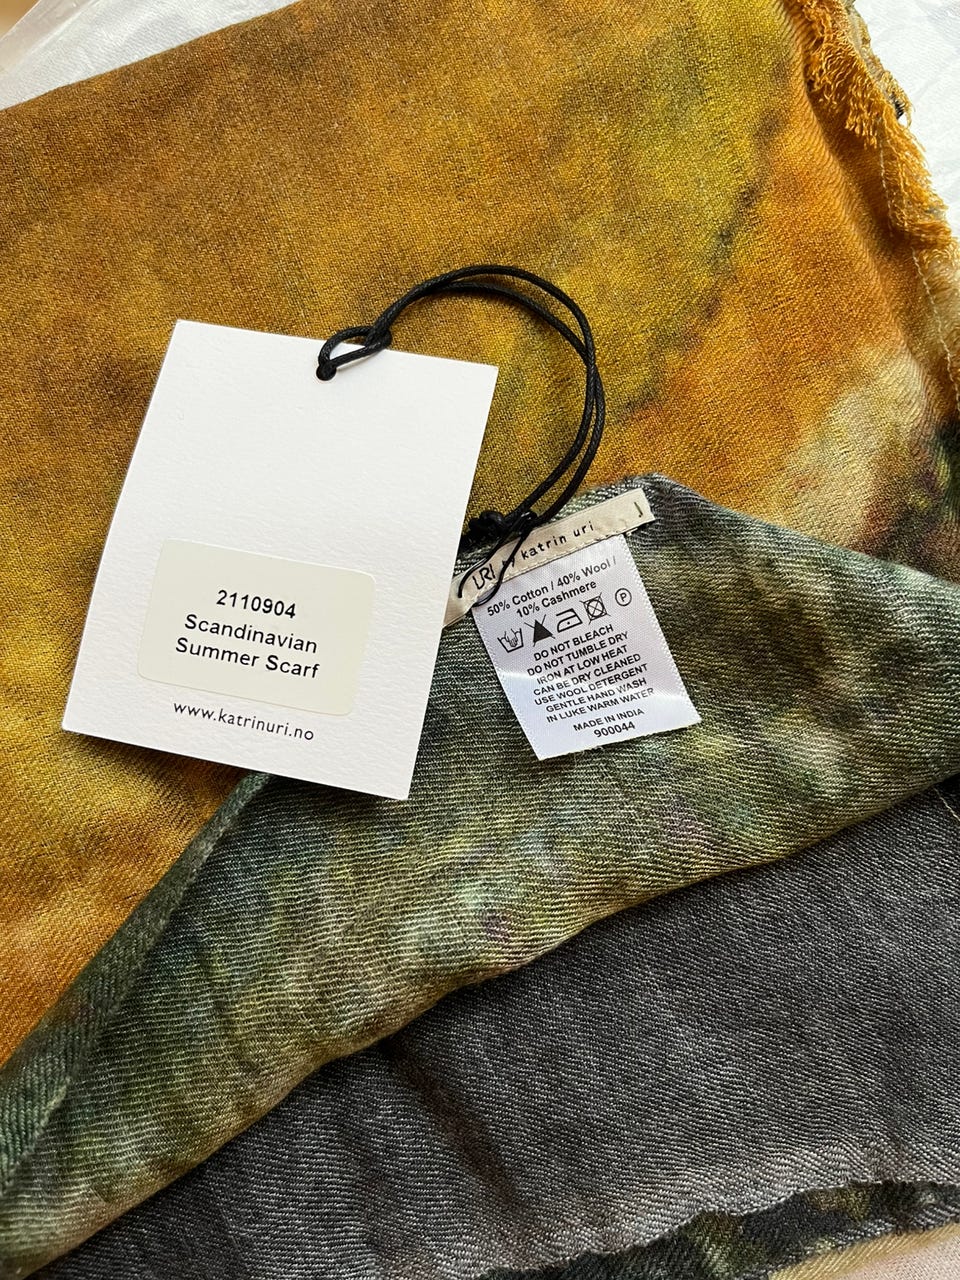 2110904
Scandinavian
Summer Scarf
www.katrinuri.no
URI by katrin uri
50% Cotton / 40% Wool /
10% Cashmere
P
DO NOT BLEACH
DO NOT TUMBLE DRY
IRON AT LOW HEAT
CAN BE DRY CLEANED
USE WOOL DETERGENT
GENTLE HAND WASH
IN LUKE WARM WATER
MADE IN INDIA
900044